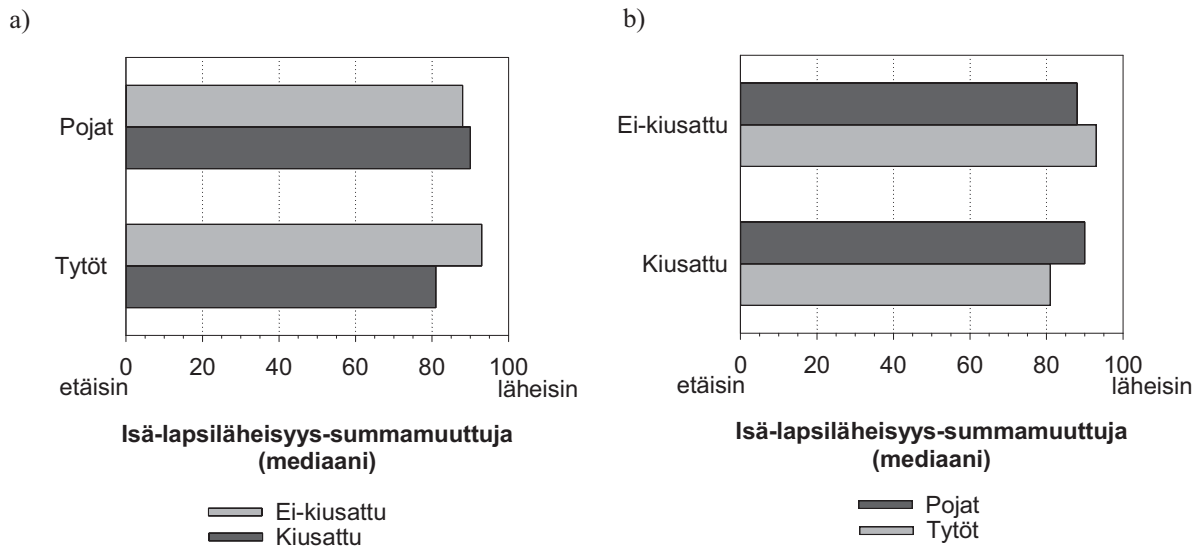 a)
Pojat
Tytöt
0 20 40 60 80 100
etäisin läheisin
Isä-lapsiläheisyys-summamuuttuja
(mediaani)
Ei-kiusattu
Kiusattu
b)
Ei-kiusattu
Kiusattu
0 20 40 60 80 100
etäisin läheisin
Isä-lapsiläheisyys-summamuuttuja
(mediaani)
Pojat
Tytöt